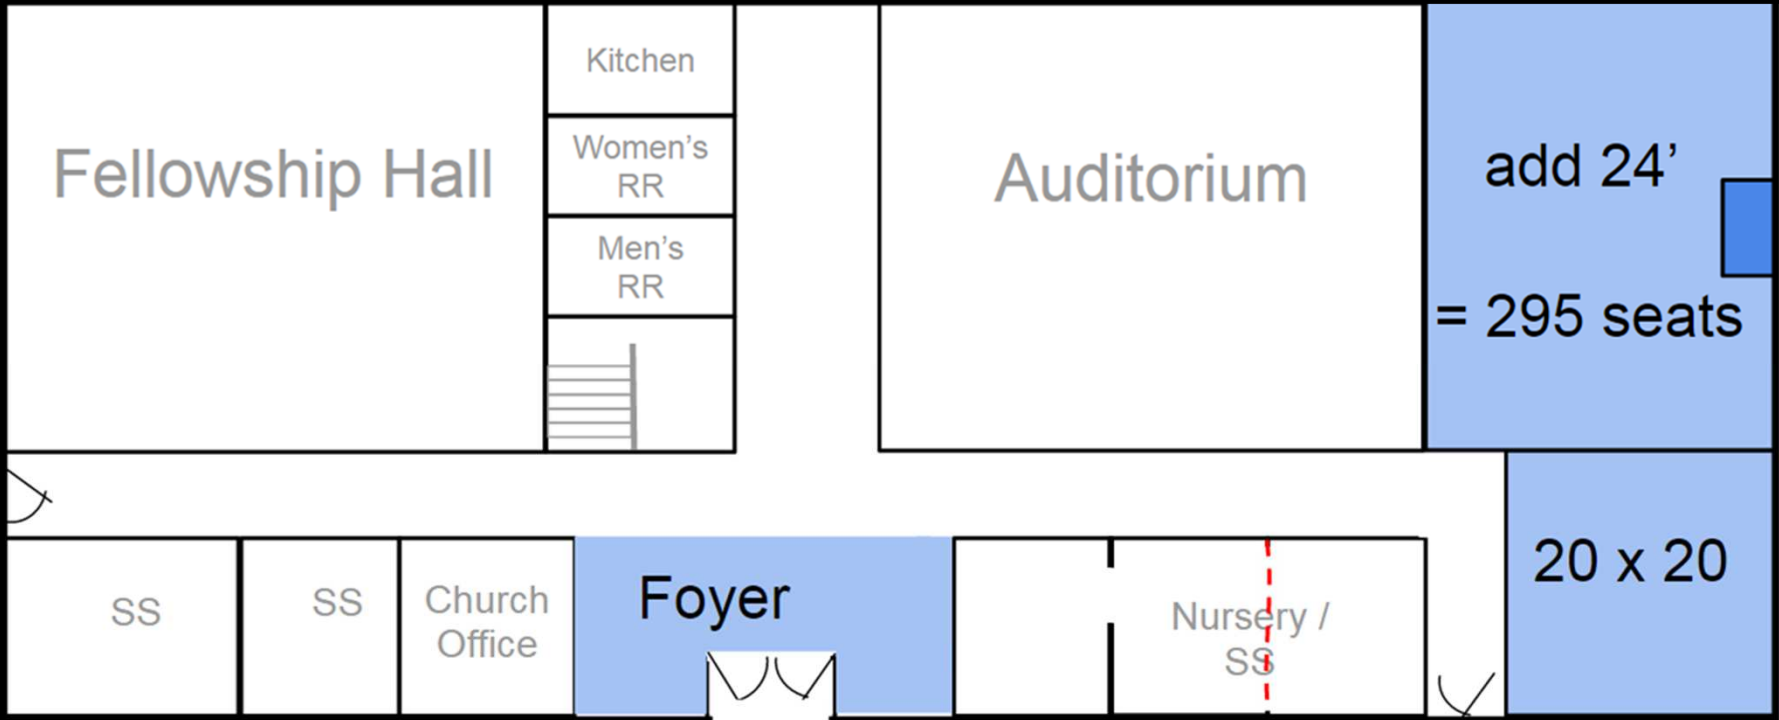 Kitchen
Women’s
RR
Men’s
RR
Fellowship Hall
Auditorium
add 24’
= 295 seats
SS
SS
Church
Office
Foyer
Nursery /
SS
20 x 20